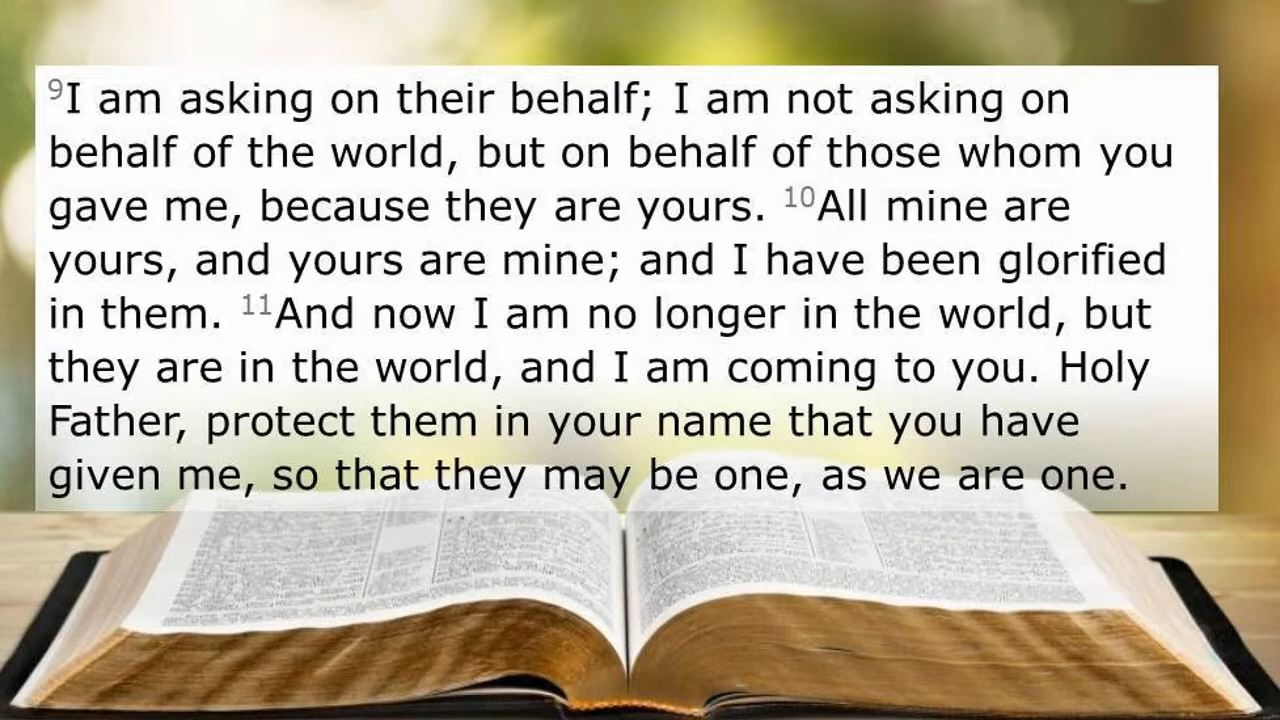 9I am asking on their behalf; I am not asking on
behalf of the world, but on behalf of those whom you
gave me, because they are yours. 10All mine are
yours, and yours are mine; and I have been glorified
in them. 11And now I am no longer in the world, but
they are in the world, and I am coming to you. Holy
Father, protect them in your name that you have
given me, so that they may be one, as we are one.